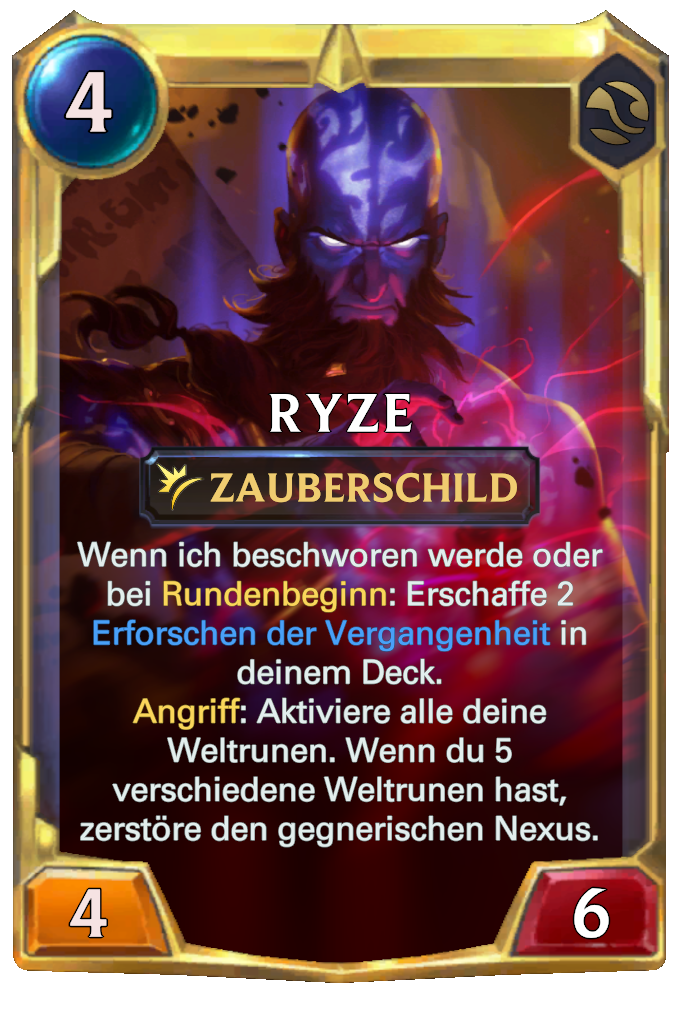 4
RYZE
ZAUBERSCHILD
Wenn ich beschworen werde oder
bei Rundenbeginn: Erschaffe 2
Erforschen der Vergangenheit in
deinem Deck.
Angriff: Aktiviere alle deine
Weltrunen. Wenn du 5
verschiedene Weltrunen hast,
zerstöre den gegnerischen Nexus.
4
6